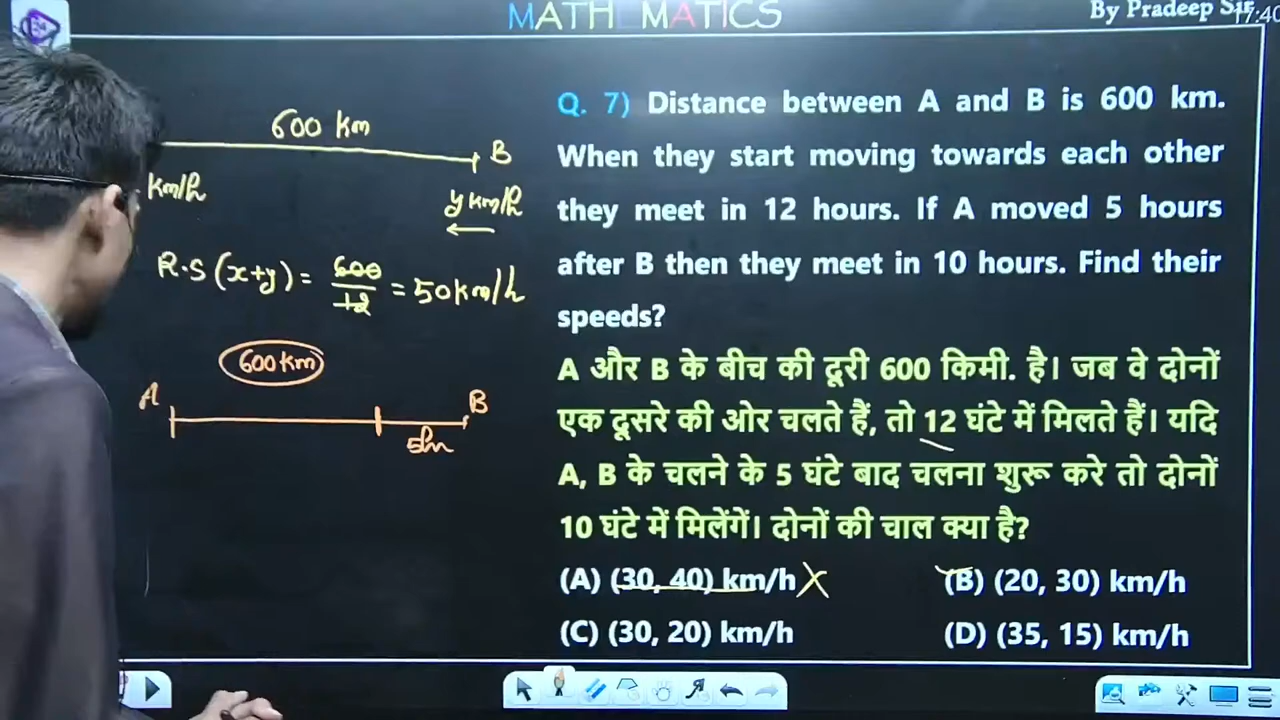 MATHEMATICS
By Pradeep Sir
17:40
600 Km
B
Km/h
y Km/h
R.S (x+y) = 600/12 = 50 Km/h
600 Km
A
B
5hr
Q. 7) Distance between A and B is 600 km.
When they start moving towards each other
they meet in 12 hours. If A moved 5 hours
after B then they meet in 10 hours. Find their
speeds?
A और B के बीच की दूरी 600 किमी. है। जब वे दोनों
एक दूसरे की ओर चलते हैं, तो 12 घंटे में मिलते हैं। यदि
A, B के चलने के 5 घंटे बाद चलना शुरू करे तो दोनों
10 घंटे में मिलेंगें। दोनों की चाल क्या है?
(A) (30, 40) km/h X
(B) (20, 30) km/h
(C) (30, 20) km/h
(D) (35, 15) km/h